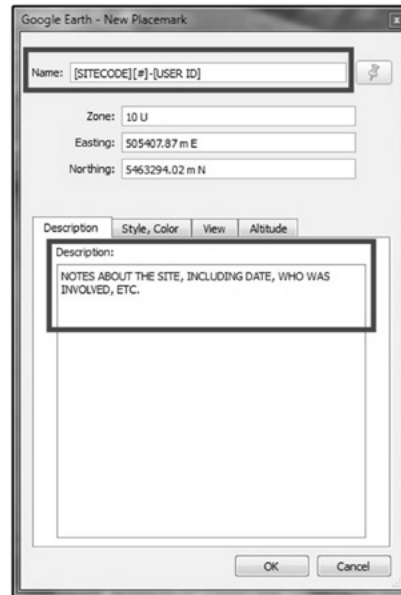 Google Earth - New Placemark
x
Name: [SITECODE][#]-[USER ID]
Zone: 10 U
Easting: 505407.87 m E
Northing: 5463294.02 m N
Description Style, Color View Altitude
Description:
NOTES ABOUT THE SITE, INCLUDING DATE, WHO WAS
INVOLVED, ETC.
OK Cancel